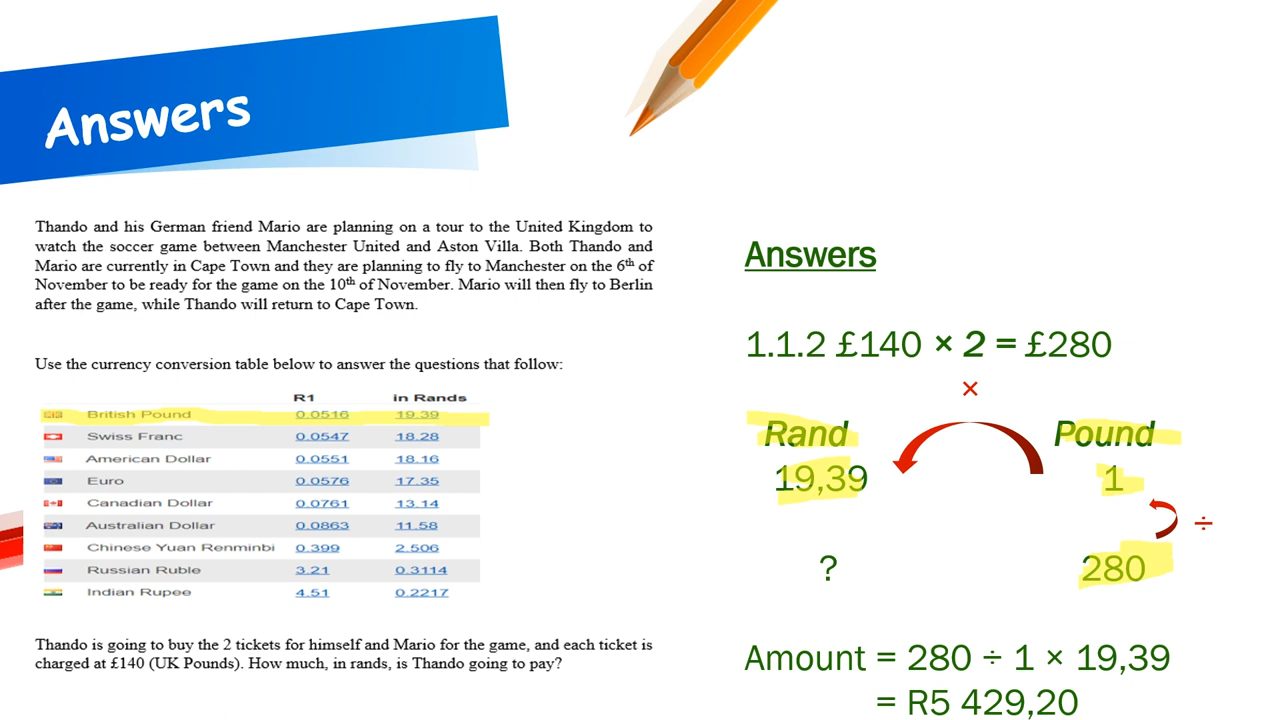 Answers
Thando and his German friend Mario are planning on a tour to the United Kingdom to
watch the soccer game between Manchester United and Aston Villa. Both Thando and
Mario are currently in Cape Town and they are planning to fly to Manchester on the 6th of
November to be ready for the game on the 10th of November. Mario will then fly to Berlin
after the game, while Thando will return to Cape Town.
Use the currency conversion table below to answer the questions that follow:
R1 in Rands
British Pound 0.0516 19.39
Swiss Franc 0.0547 18.28
American Dollar 0.0551 18.16
Euro 0.0576 17.35
Canadian Dollar 0.0761 13.14
Australian Dollar 0.0863 11.58
Chinese Yuan Renminbi 0.399 2.506
Russian Ruble 3.21 0.3114
Indian Rupee 4.51 0.2217
Thando is going to buy the 2 tickets for himself and Mario for the game, and each ticket is
charged at £140 (UK Pounds). How much, in rands, is Thando going to pay?
Answers
1.1.2 £140 × 2 = £280
×
Rand Pound
19,39 1
÷
? 280
Amount = 280 ÷ 1 × 19,39
= R5 429,20